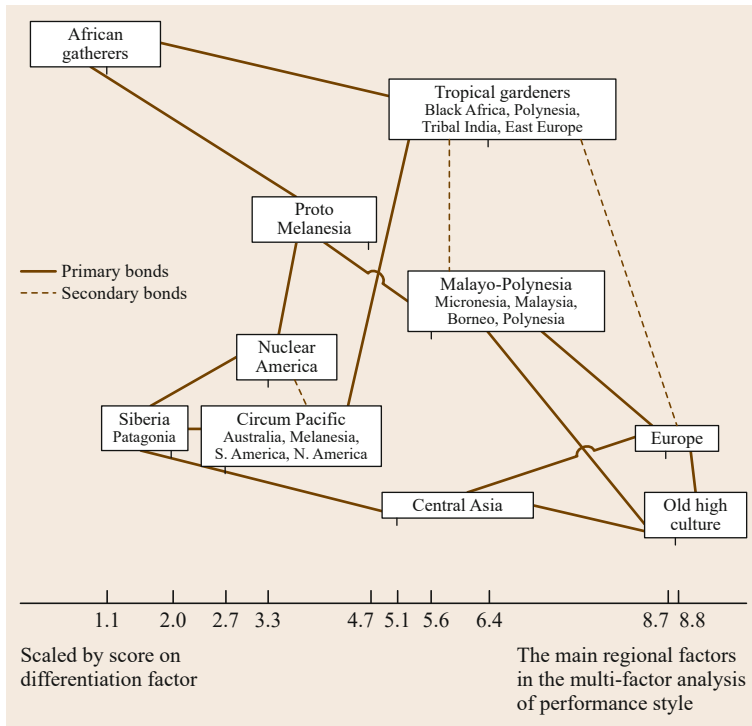 African
gatherers
Tropical gardeners
Black Africa, Polynesia,
Tribal India, East Europe
Proto
Melanesia
Primary bonds
Secondary bonds
Malayo-Polynesia
Micronesia, Malaysia,
Borneo, Polynesia
Nuclear
America
Siberia
Patagonia
Circum Pacific
Australia, Melanesia,
S. America, N. America
Europe
Central Asia
Old high
culture
1.1 2.0 2.7 3.3 4.7 5.1 5.6 6.4 8.7 8.8
Scaled by score on
differentiation factor
The main regional factors
in the multi-factor analysis
of performance style